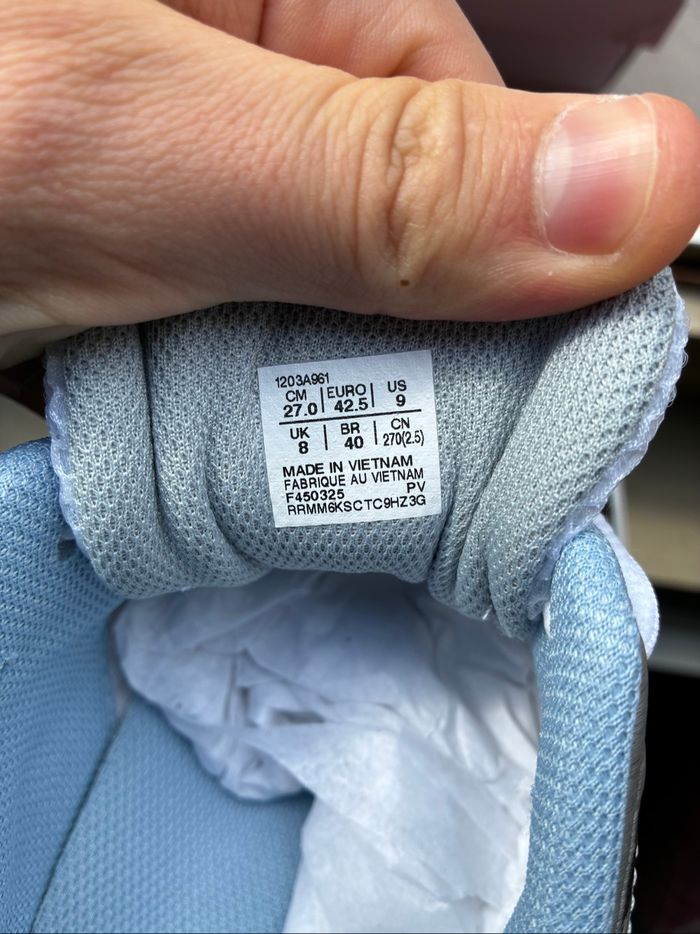 1203A961
CM 27.0 | EURO 42.5 | US 9
UK 8 | BR 40 | CN 270(2.5)
MADE IN VIETNAM
FABRIQUE AU VIETNAM
F450325 PV
RRMM6KSCTC9HZ3G